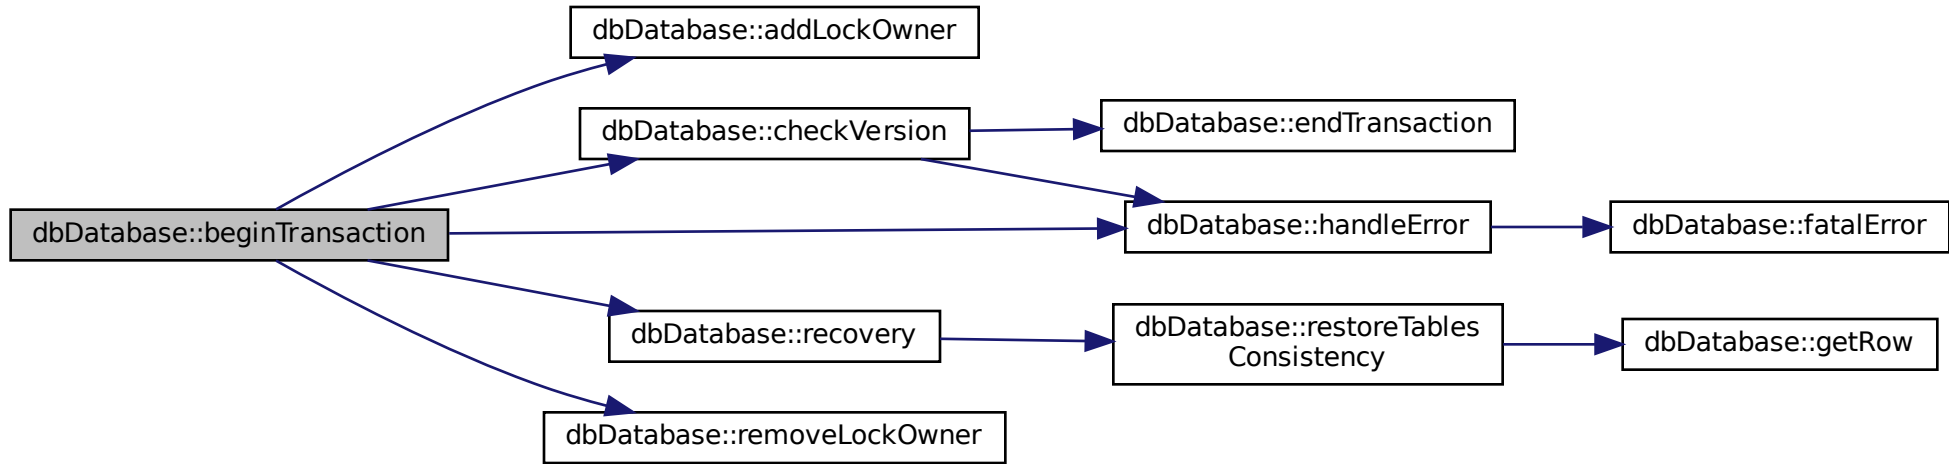 dbDatabase::addLockOwner
dbDatabase::checkVersion
dbDatabase::endTransaction
dbDatabase::beginTransaction
dbDatabase::handleError
dbDatabase::fatalError
dbDatabase::recovery
dbDatabase::restoreTables
Consistency
dbDatabase::getRow
dbDatabase::removeLockOwner